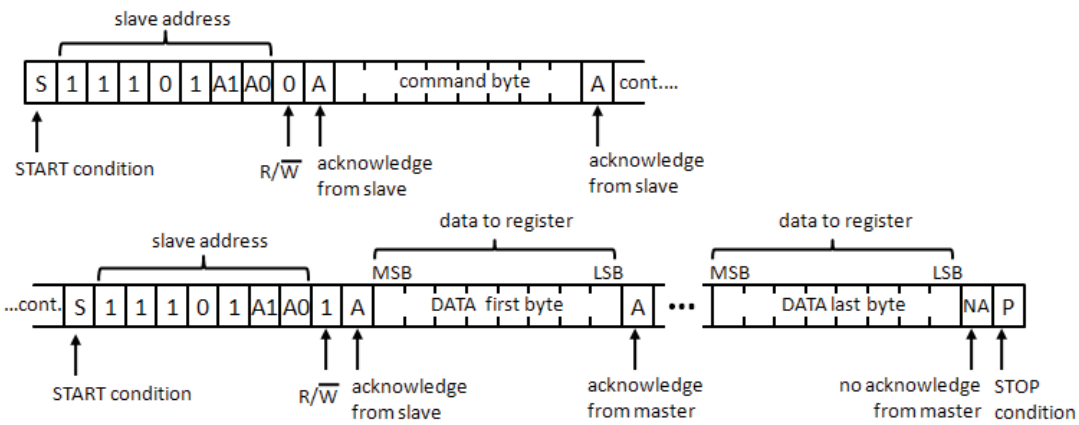 slave address
S 1 1 1 0 1 A1 A0 0 A command byte A cont....
START condition
R/W̅
acknowledge
from slave
acknowledge
from slave
data to register
data to register
slave address
MSB LSB MSB LSB
...cont. S 1 1 1 0 1 A1 A0 1 A DATA first byte A ••• DATA last byte NA P
START condition
R/W̅
acknowledge
from slave
acknowledge
from master
no acknowledge
from master
STOP
condition